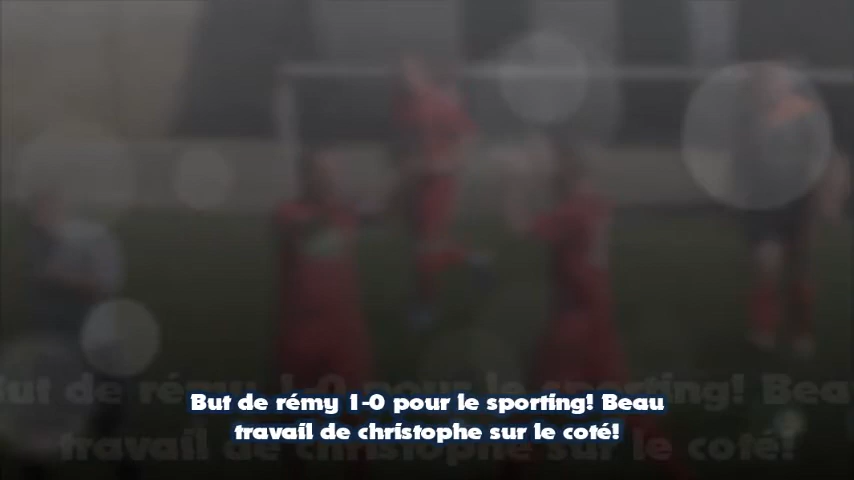 But de rémy 1-0 pour le sporting! Beau
travail de christophe sur le coté!